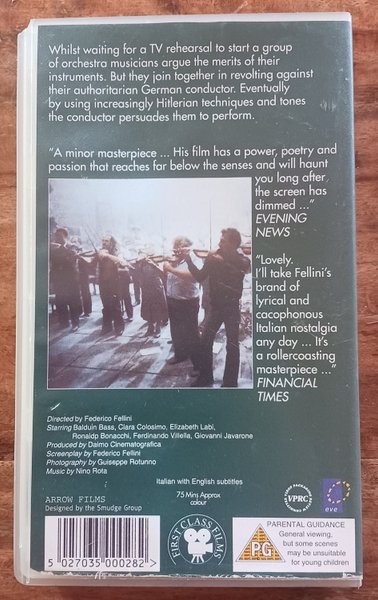 Whilst waiting for a TV rehearsal to start a group
of orchestra musicians argue the merits of their
instruments. But they join together in revolting against
their authoritarian German conductor. Eventually
by using increasingly Hitlerian techniques and tones
the conductor persuades them to perform.
"A minor masterpiece ... His film has a power, poetry and
passion that reaches far below the senses and will haunt
you long after
the screen has
dimmed ..."
EVENING
NEWS
"Lovely.
I'll take Fellini's
brand of
lyrical and
cacophonous
Italian nostalgia
any day ... It's
a rollercoasting
masterpiece ..."
FINANCIAL
TIMES
Directed by Federico Fellini
Starring Balduin Bass, Clara Colosimo, Elizabeth Labi,
Ronaldp Bonacchi, Ferdinando Villella, Giovanni Javarone
Produced by Daimo Cinematografica
Screenplay by Federico Fellini
Photography by Guiseppe Rotunno
Music by Nino Rota
Italian with English subtitles
75 Mins Approx
colour
ARROW FILMS
Designed by the Smudge Group
5 027035 000282 >
FIRST CLASS FILMS
VPRC
eve
PG
PARENTAL GUIDANCE
General viewing,
but some scenes
may be unsuitable
for young children